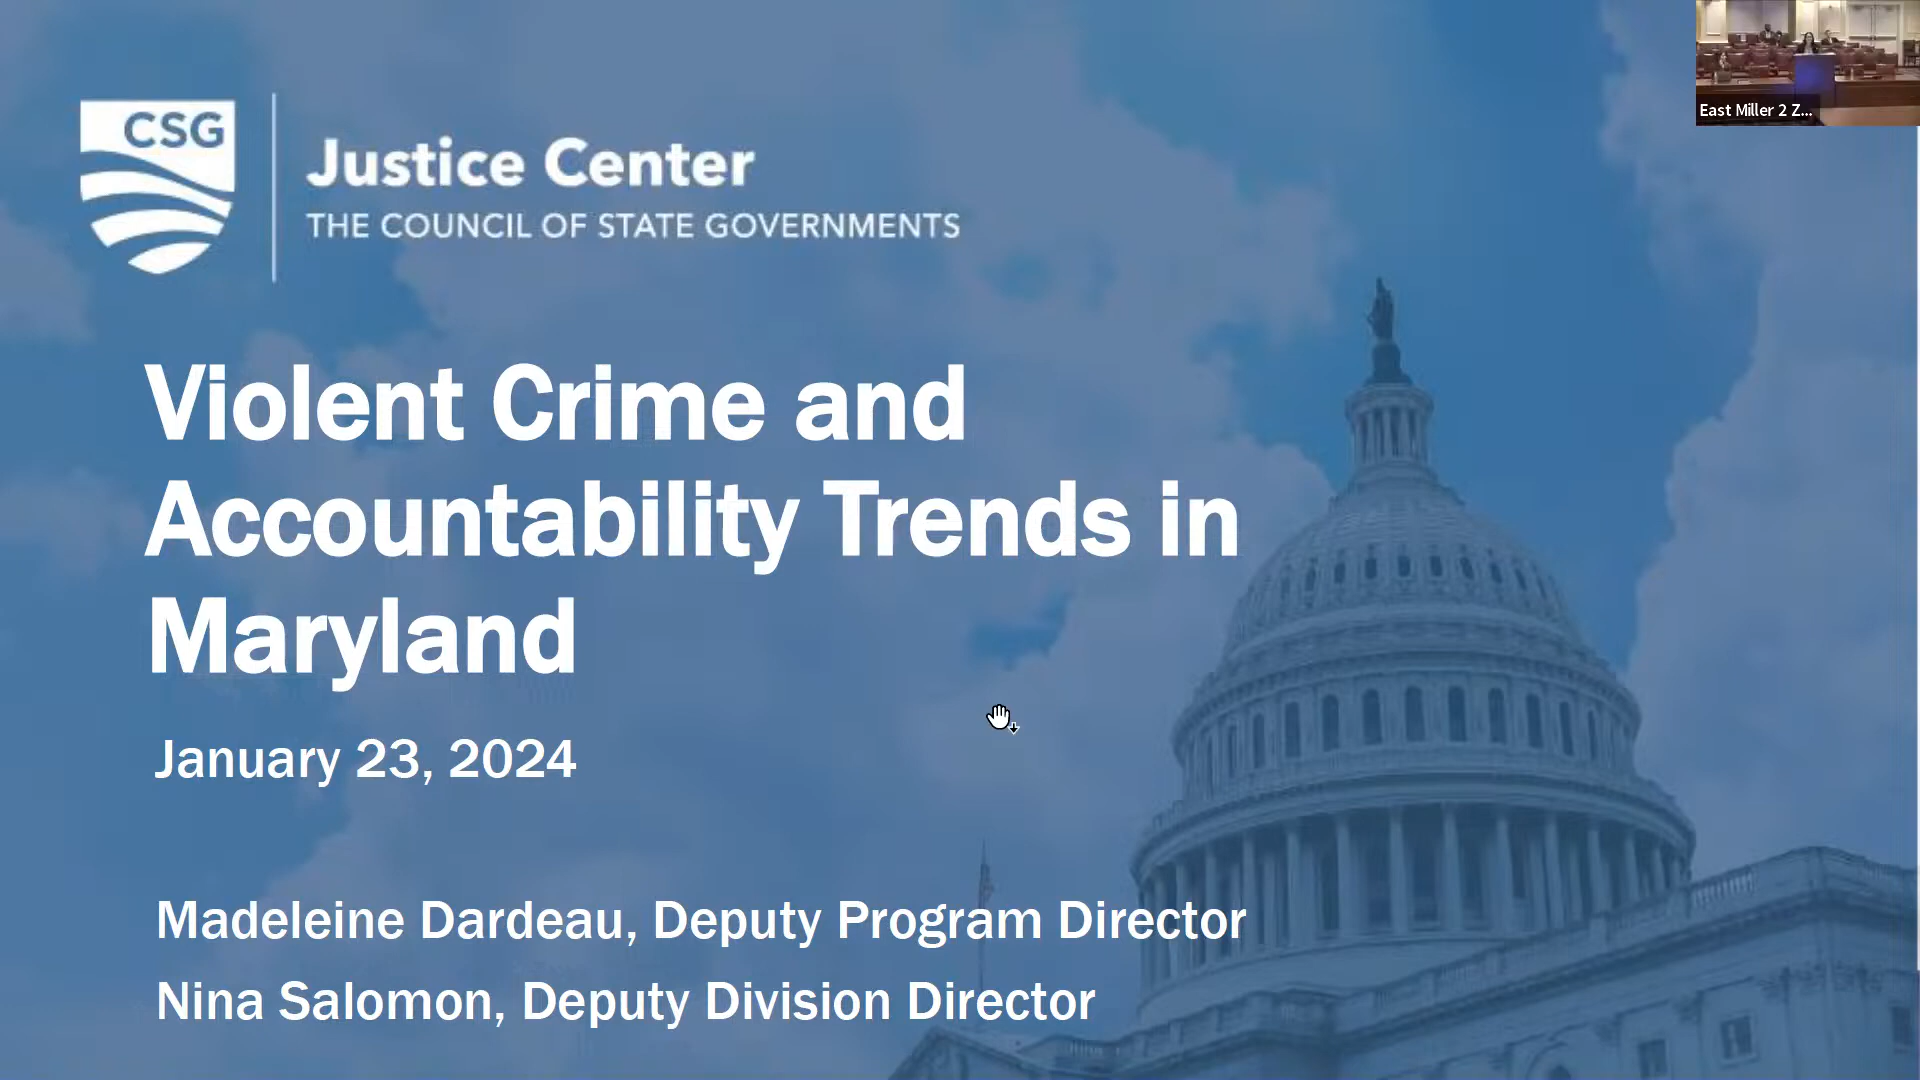 CSG
Justice Center
THE COUNCIL OF STATE GOVERNMENTS
East Miller 2 Z...
Violent Crime and
Accountability Trends in
Maryland
January 23, 2024
Madeleine Dardeau, Deputy Program Director
Nina Salomon, Deputy Division Director